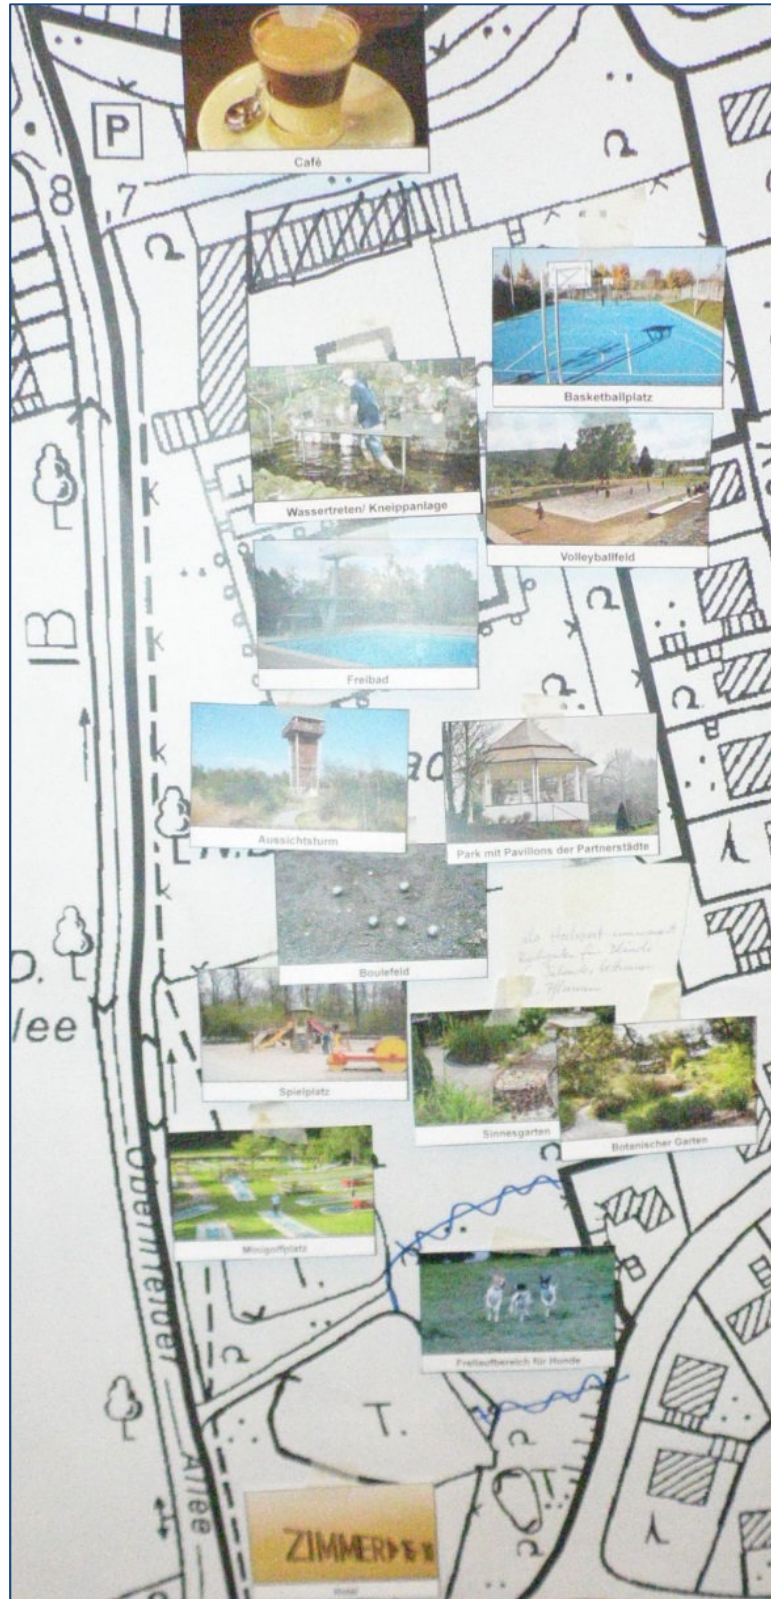 Café
P
8
7
Basketballplatz
Wassertreten/ Kneippanlage
Volleyballfeld
IB
Freibad
Aussichtsturm
Park mit Pavillons der Partnerstädte
Boulefeld
D.
lee
Spielplatz
Sinnesgarten
Botanischer Garten
Minigolfplatz
Freilaufbereich für Hunde
T.
T
Allee
ZIMMER
Hotel